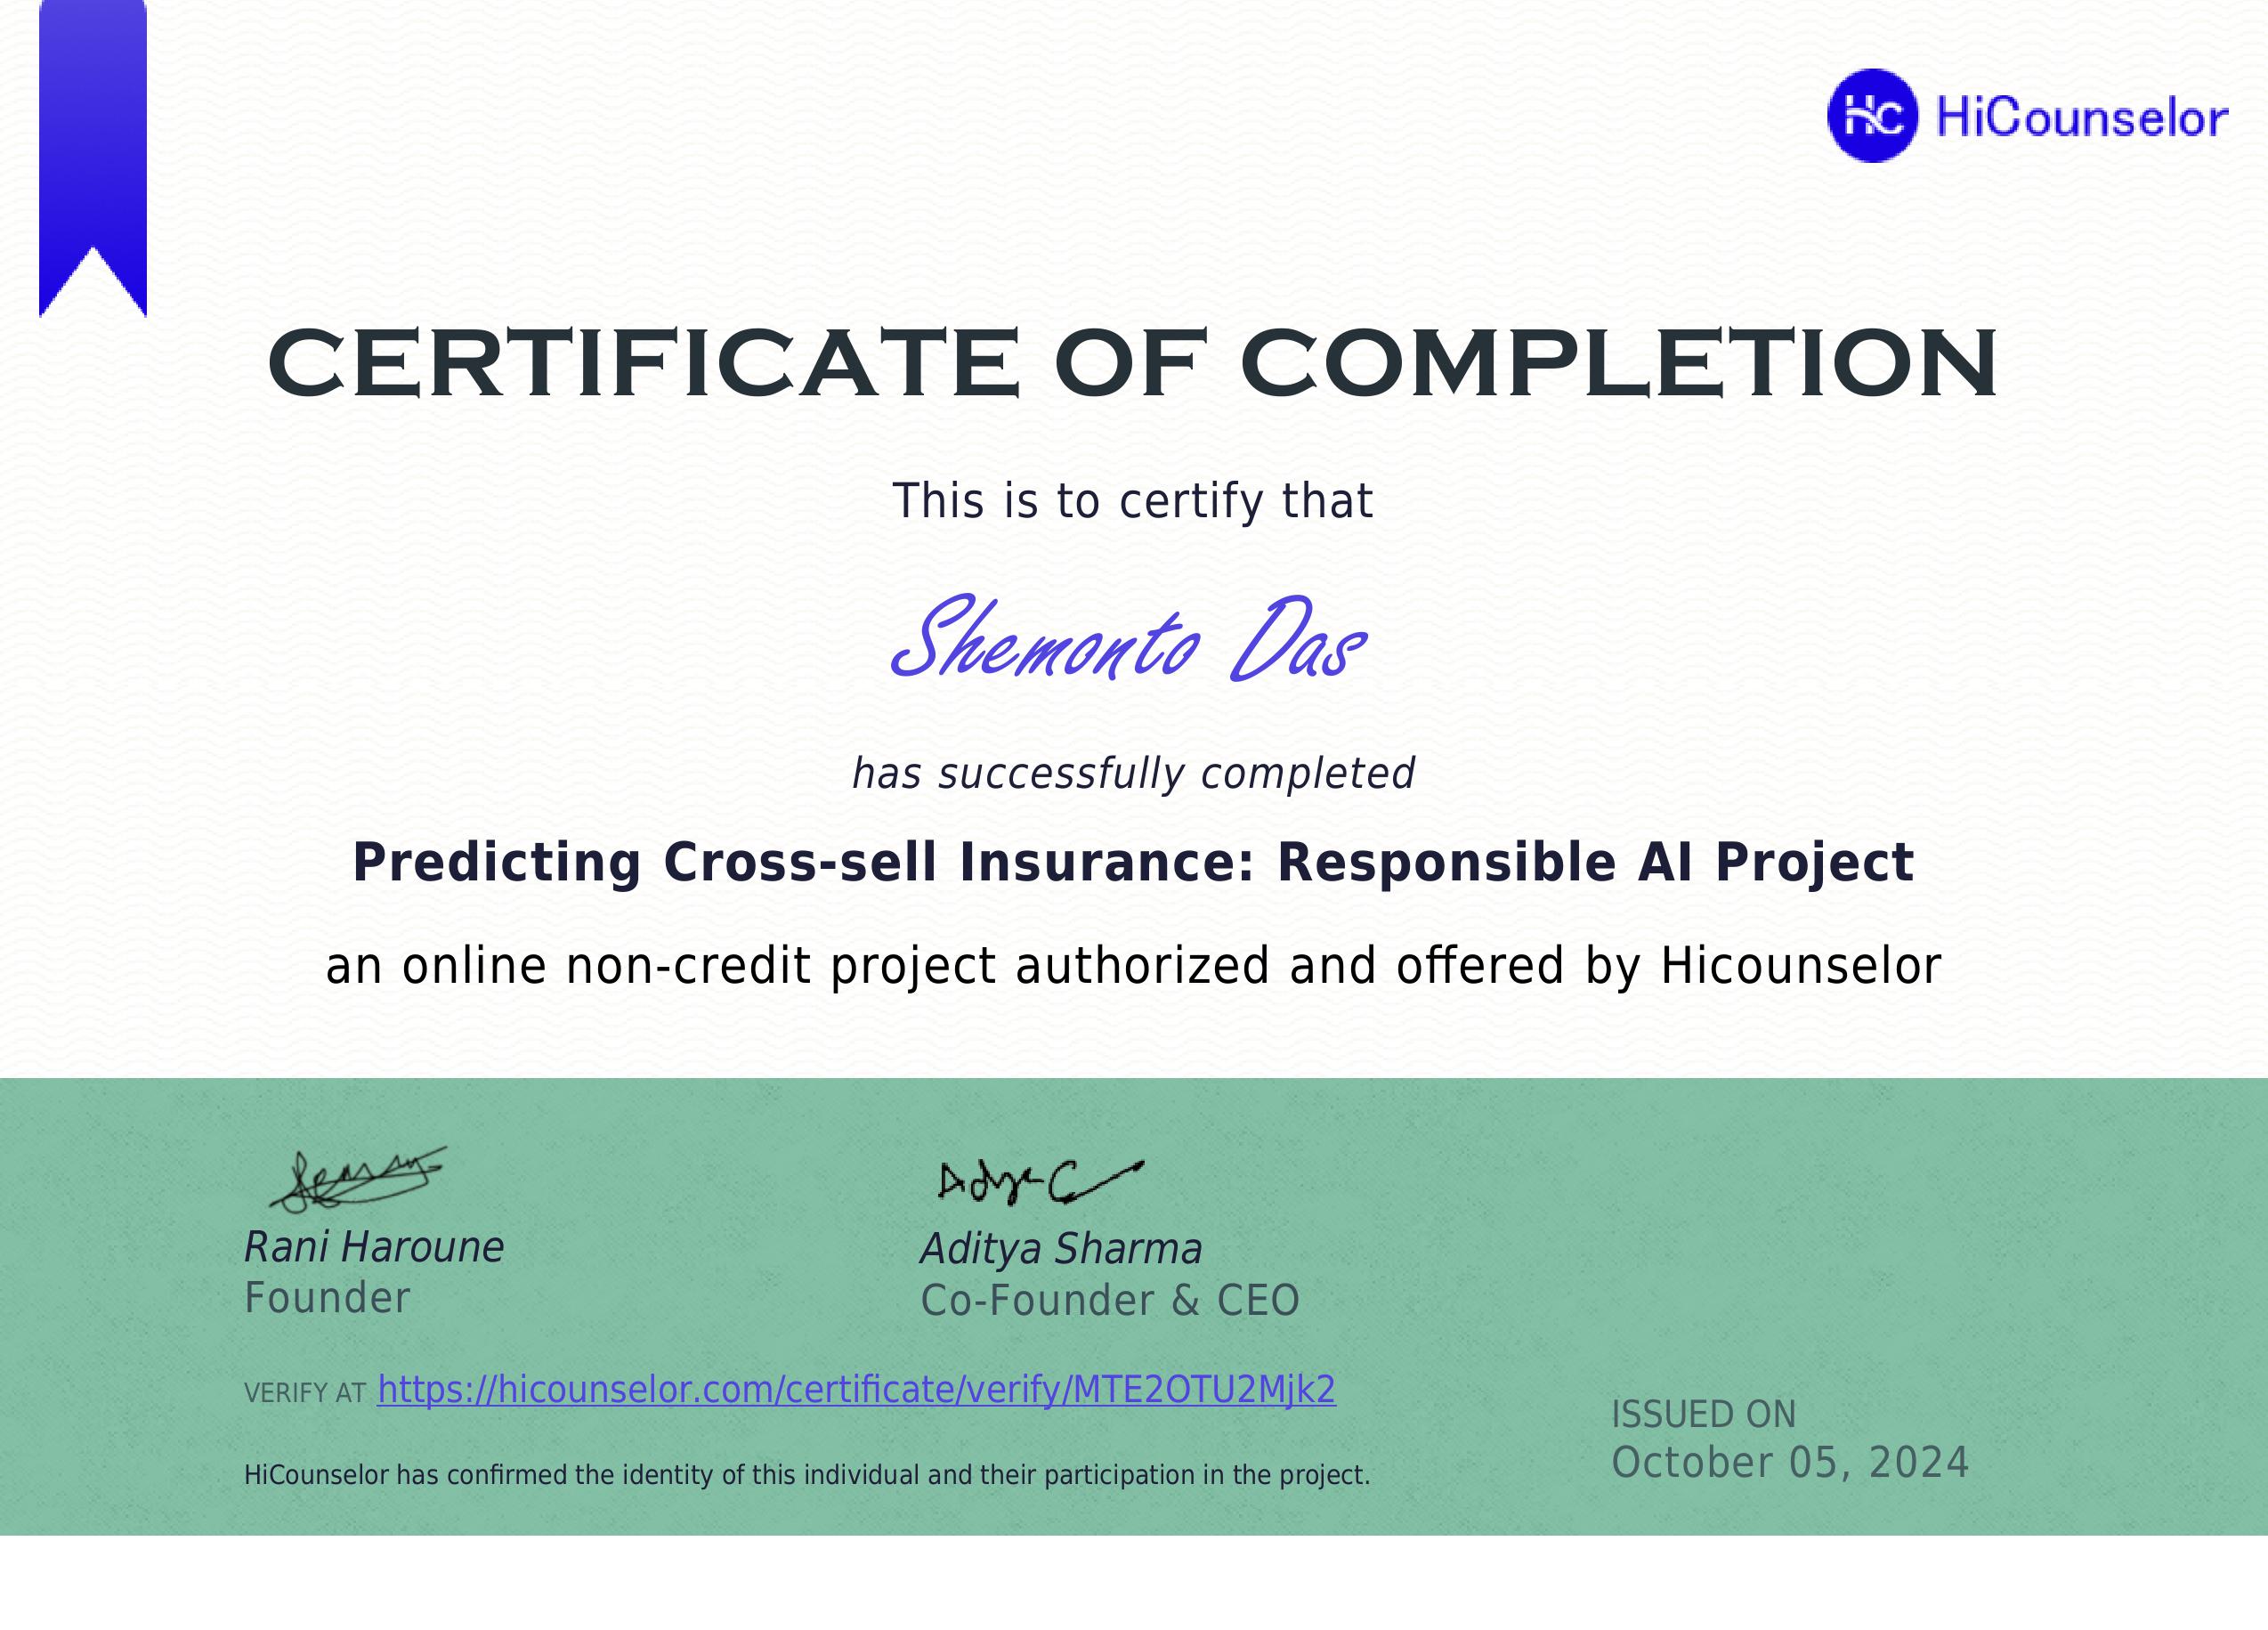 Hc HiCounselor
CERTIFICATE OF COMPLETION
This is to certify that
Shemonto Das
has successfully completed
Predicting Cross-sell Insurance: Responsible AI Project
an online non-credit project authorized and offered by Hicounselor
Rani Haroune
Founder
Aditya Sharma
Co-Founder & CEO
VERIFY AT https://hicounselor.com/certificate/verify/MTE2OTU2Mjk2
HiCounselor has confirmed the identity of this individual and their participation in the project.
ISSUED ON
October 05, 2024